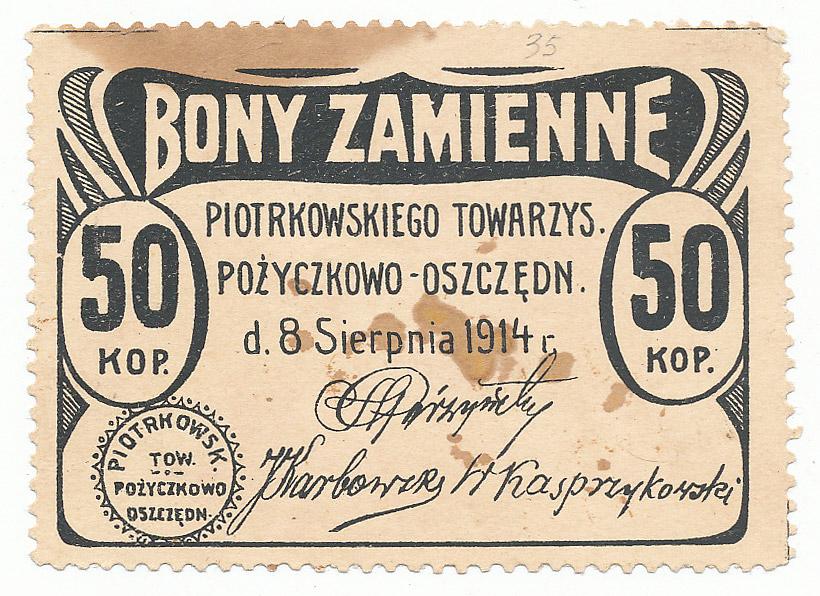 35
BONY ZAMIENNE
50 KOP.
PIOTRKOWSKIEGO TOWARZYS.
POŻYCZKOWO-OSZCZĘDN.
d. 8 Sierpnia 1914 r.
50 KOP.
PIOTRKOWSK.
TOW.
POŻYCZKOWO
OSZCZĘDN.
JKarbowski W Kasprzykowski